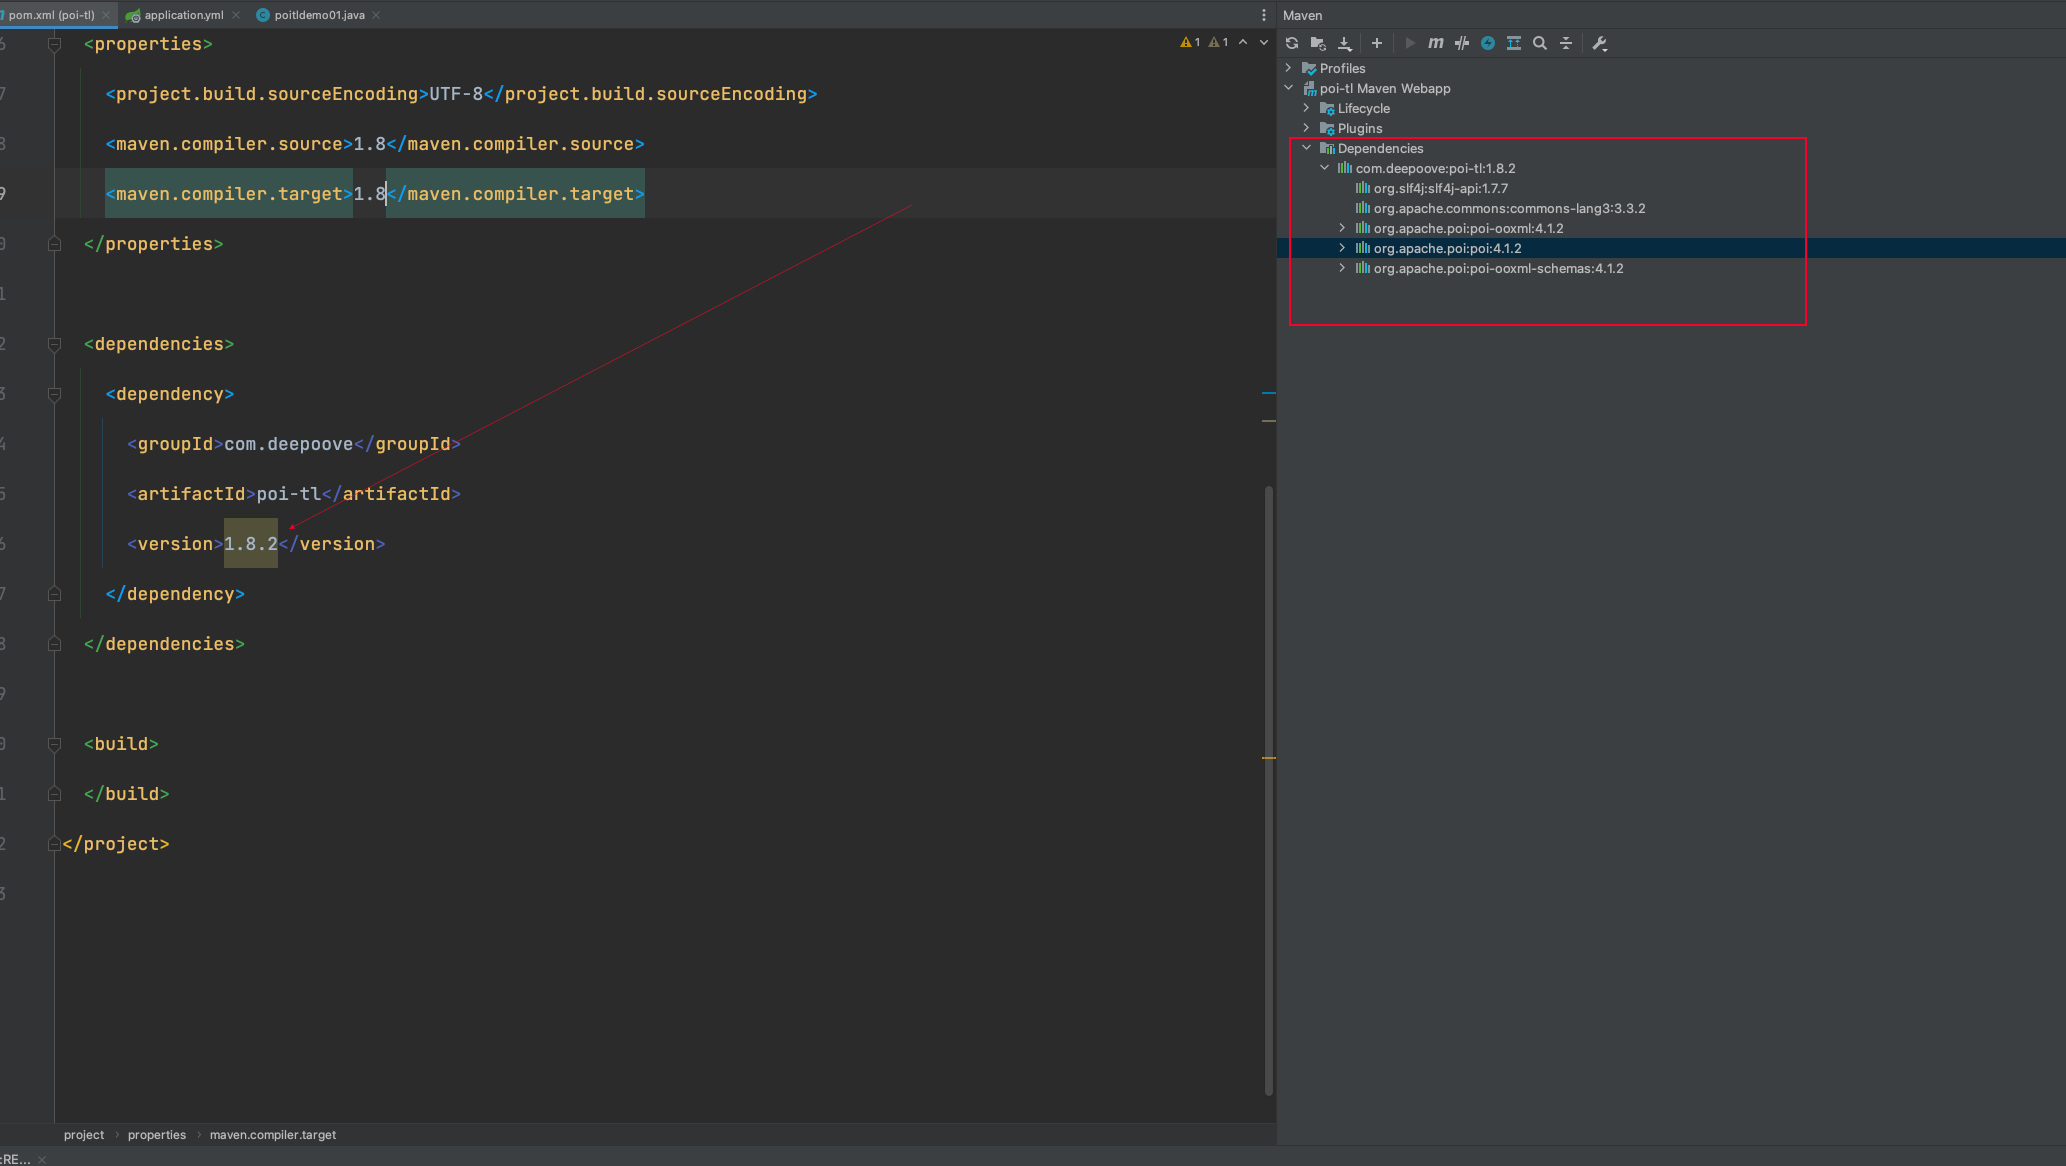 pom.xml (poi-tl)
application.yml
poitldemo01.java
1
1
<properties>
<project.build.sourceEncoding>UTF-8</project.build.sourceEncoding>
<maven.compiler.source>1.8</maven.compiler.source>
<maven.compiler.target>1.8</maven.compiler.target>
</properties>
<dependencies>
<dependency>
<groupId>com.deepoove</groupId>
<artifactId>poi-tl</artifactId>
<version>1.8.2</version>
</dependency>
</dependencies>
<build>
</build>
</project>
project
properties
maven.compiler.target
:RE...
Maven
Profiles
poi-tl Maven Webapp
Lifecycle
Plugins
Dependencies
com.deepoove:poi-tl:1.8.2
org.slf4j:slf4j-api:1.7.7
org.apache.commons:commons-lang3:3.3.2
org.apache.poi:poi-ooxml:4.1.2
org.apache.poi:poi:4.1.2
org.apache.poi:poi-ooxml-schemas:4.1.2